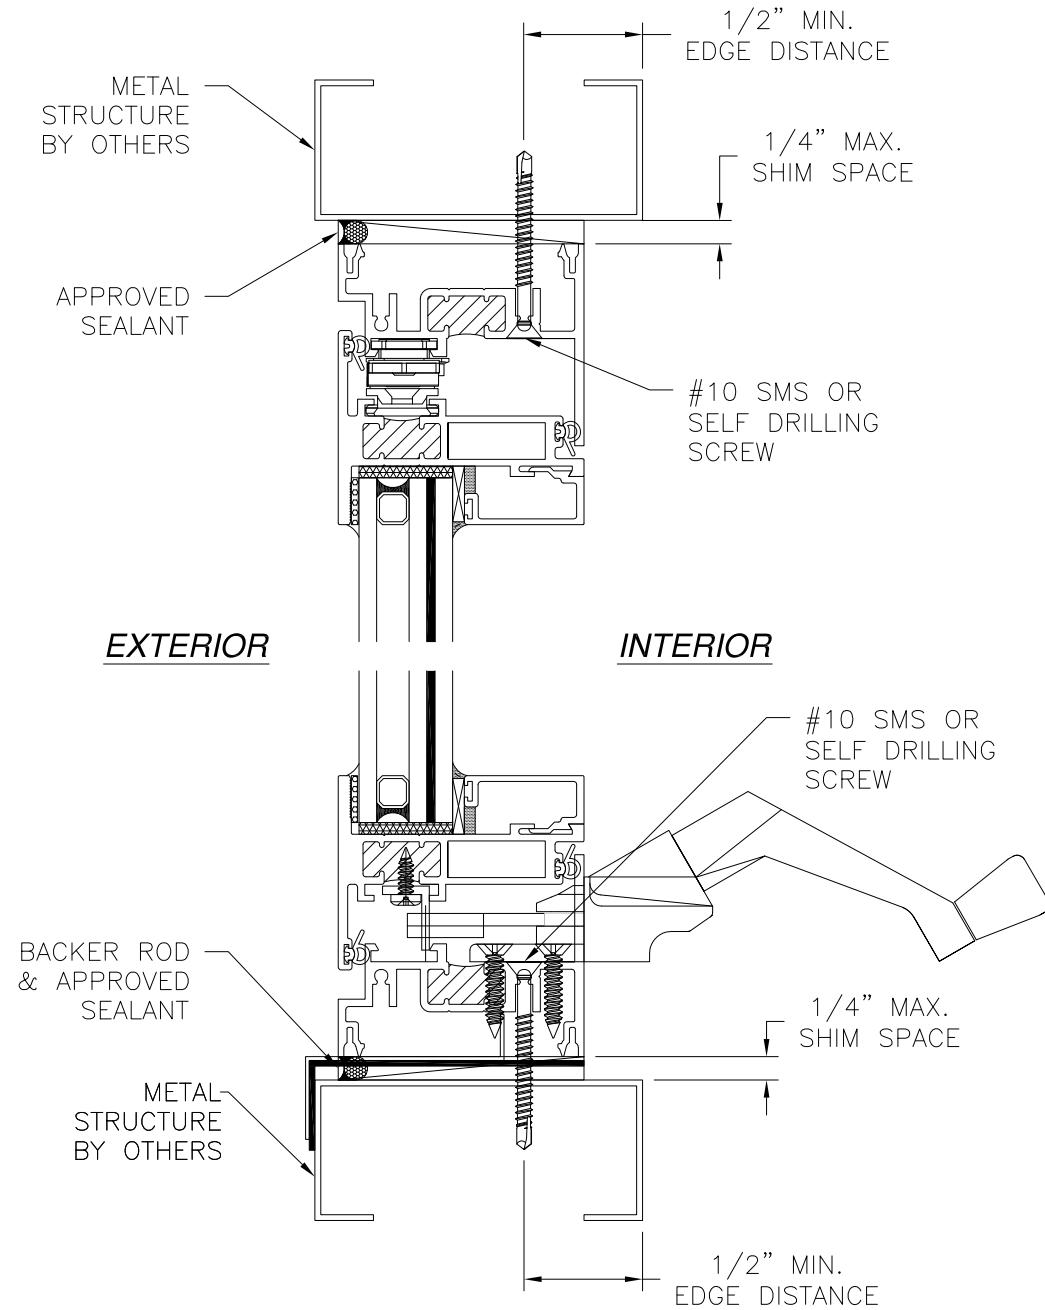 1/2” MIN.
EDGE DISTANCE
METAL
STRUCTURE
BY OTHERS
1/4” MAX.
SHIM SPACE
APPROVED
SEALANT
#10 SMS OR
SELF DRILLING
SCREW
EXTERIOR
INTERIOR
#10 SMS OR
SELF DRILLING
SCREW
BACKER ROD
& APPROVED
SEALANT
1/4” MAX.
SHIM SPACE
METAL
STRUCTURE
BY OTHERS
1/2” MIN.
EDGE DISTANCE